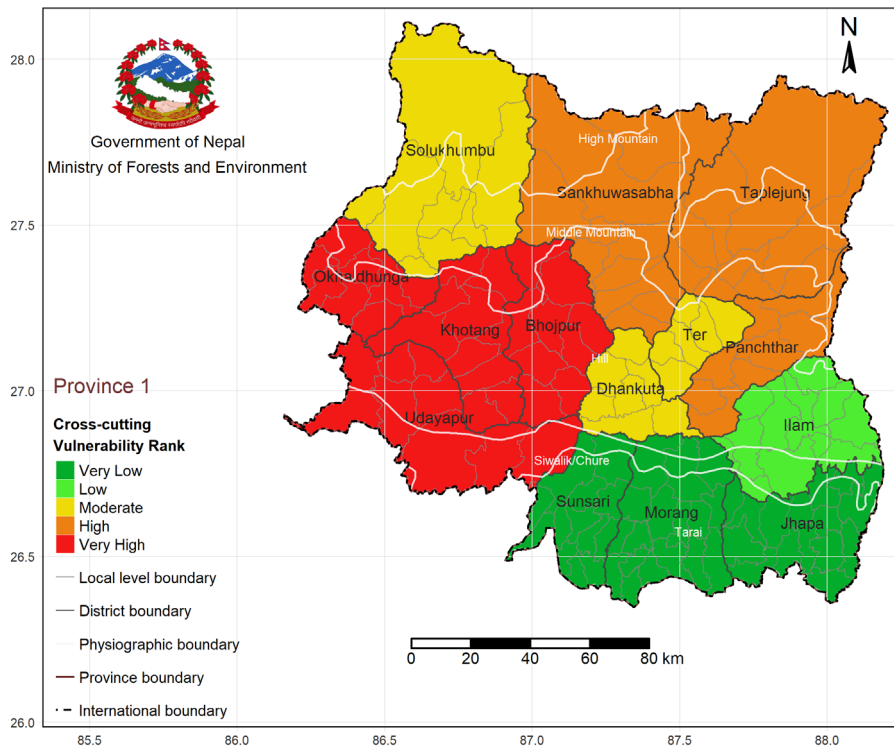 28.0
27.5
27.0
26.5
26.0
85.5
86.0
86.5
87.0
87.5
88.0
N
Government of Nepal
Ministry of Forests and Environment
Solukhumbu
High Mountain
Sankhuwasabha
Taplejung
Middle Mountain
Okhaldhunga
Khotang
Bhojpur
Ter
Panchthar
Hill
Dhankuta
Udayapur
Ilam
Siwalik/Chure
Sunsari
Morang
Tarai
Jhapa
Province 1
Cross-cutting
Vulnerability Rank
Very Low
Low
Moderate
High
Very High
Local level boundary
District boundary
Physiographic boundary
Province boundary
International boundary
0 20 40 60 80 km